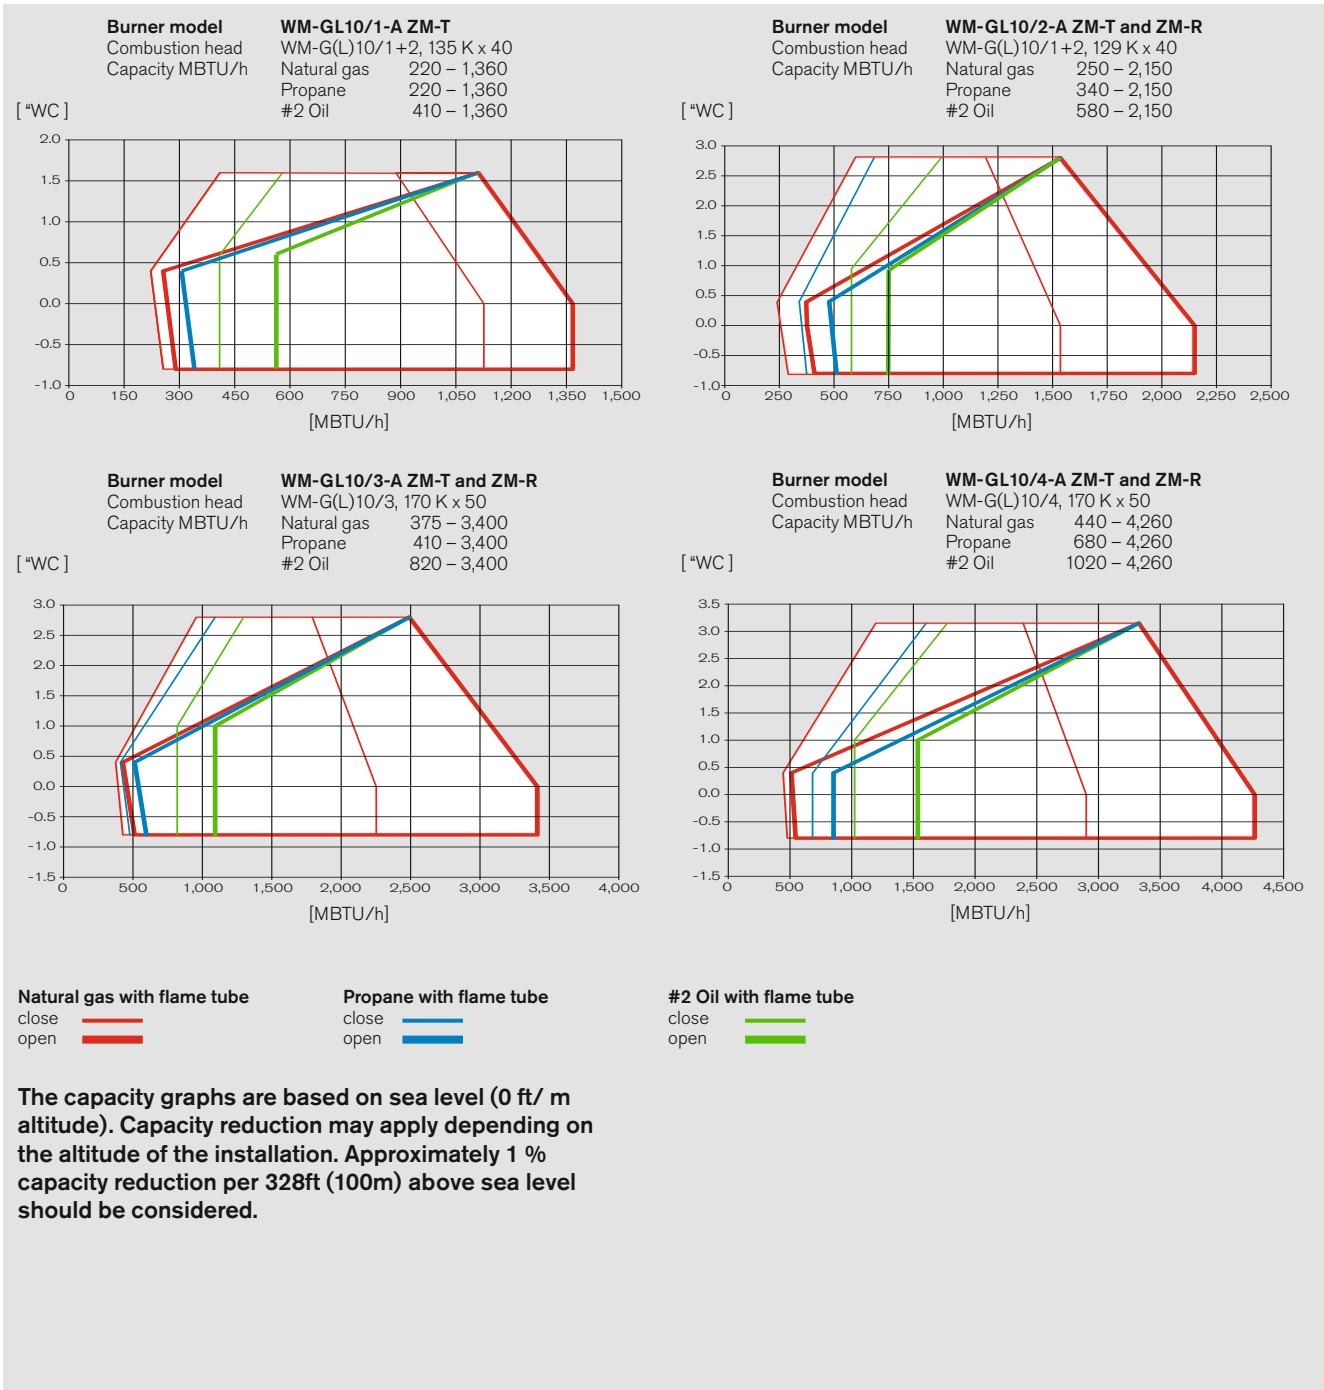 Burner model WM-GL10/1-A ZM-T
Combustion head WM-G(L)10/1+2, 135 K x 40
Capacity MBTU/h Natural gas 220 – 1,360
Propane 220 – 1,360
[ “WC ] #2 Oil 410 – 1,360
2.0
1.5
1.0
0.5
0.0
-0.5
-1.0
0 150 300 450 600 750 900 1,050 1,200 1,350 1,500
[MBTU/h]
Burner model WM-GL10/2-A ZM-T and ZM-R
Combustion head WM-G(L)10/1+2, 129 K x 40
Capacity MBTU/h Natural gas 250 – 2,150
Propane 340 – 2,150
[ “WC ] #2 Oil 580 – 2,150
3.0
2.5
2.0
1.5
1.0
0.5
0.0
-0.5
-1.0
0 250 500 750 1,000 1,250 1,500 1,750 2,000 2,250 2,500
[MBTU/h]
Burner model WM-GL10/3-A ZM-T and ZM-R
Combustion head WM-G(L)10/3, 170 K x 50
Capacity MBTU/h Natural gas 375 – 3,400
Propane 410 – 3,400
[ “WC ] #2 Oil 820 – 3,400
3.0
2.5
2.0
1.5
1.0
0.5
0.0
-0.5
-1.0
-1.5
0 500 1,000 1,500 2,000 2,500 3,000 3,500 4,000
[MBTU/h]
Burner model WM-GL10/4-A ZM-T and ZM-R
Combustion head WM-G(L)10/4, 170 K x 50
Capacity MBTU/h Natural gas 440 – 4,260
Propane 680 – 4,260
[ “WC ] #2 Oil 1020 – 4,260
3.5
3.0
2.5
2.0
1.5
1.0
0.5
0.0
-0.5
-1.0
-1.5
0 500 1,000 1,500 2,000 2,500 3,000 3,500 4,000 4,500
[MBTU/h]
Natural gas with flame tube
close
open
Propane with flame tube
close
open
#2 Oil with flame tube
close
open
The capacity graphs are based on sea level (0 ft/ m
altitude). Capacity reduction may apply depending on
the altitude of the installation. Approximately 1 %
capacity reduction per 328ft (100m) above sea level
should be considered.